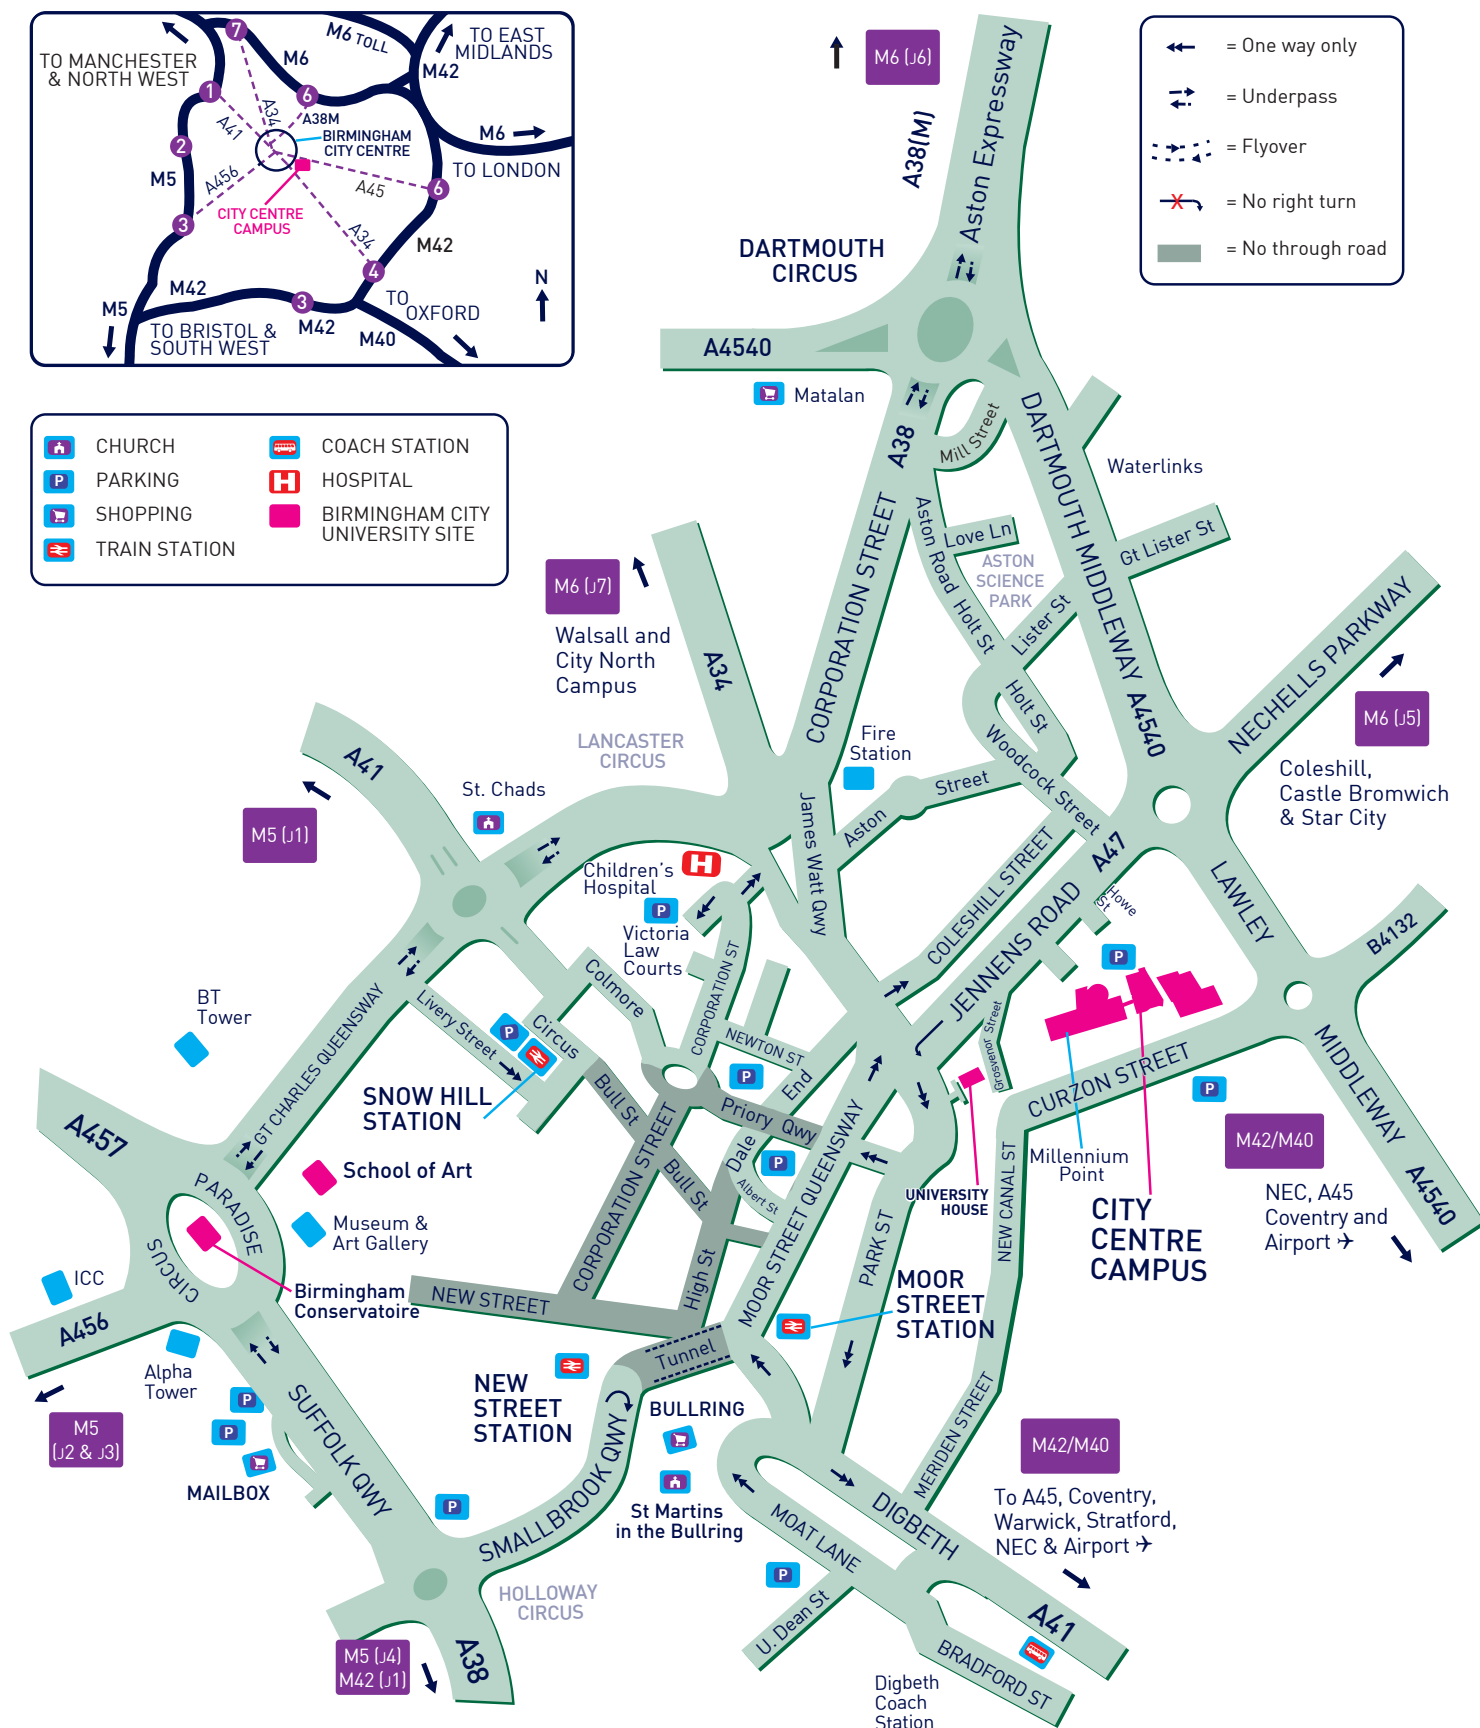 7
M6 TOLL
TO EAST
MIDLANDS
TO MANCHESTER
& NORTH WEST
M6
M42
1
6
A34
A38M
A41
BIRMINGHAM
CITY CENTRE
M6
2
TO LONDON
M5
A456
A45
6
CITY CENTRE
CAMPUS
3
A34
M42
4
N
M42
TO
OXFORD
3
M5
M42
M40
TO BRISTOL &
SOUTH WEST
= One way only
= Underpass
= Flyover
X
= No right turn
= No through road
CHURCH
P
PARKING
SHOPPING
TRAIN STATION
COACH STATION
H
HOSPITAL
BIRMINGHAM CITY
UNIVERSITY SITE
M6 (J6)
A38(M)
Aston Expressway
DARTMOUTH
CIRCUS
A4540
Matalan
A38
Mill Street
DARTMOUTH MIDDLEWAY
A4540
Waterlinks
CORPORATION STREET
Aston Road
Love Ln
Gt Lister St
ASTON
SCIENCE
PARK
Holt St
Lister St
M6 (J7)
Walsall and
City North
Campus
A34
NECHELLS PARKWAY
M6 (J5)
Coleshill,
Castle Bromwich
& Star City
Holt St
LANCASTER
CIRCUS
Fire
Station
Woodcock Street
A41
M5 (J1)
St. Chads
Aston
Street
James Watt Qwy
A47
Children's
Hospital
H
P
Victoria
Law
Courts
COLESHILL STREET
JENNENS ROAD
Howe
St
LAWLEY
B4132
P
CORPORATION ST
Colmore
Circus
Livery Street
P
BT
Tower
GT CHARLES QUEENSWAY
SNOW HILL
STATION
NEWTON ST
P
Grosvenor Street
MIDDLEWAY
CURZON STREET
P
Bull St
Priory Qwy
Dale
End
P
Albert St
M42/M40
Millennium
Point
A457
School of Art
PARADISE
CIRCUS
Museum &
Art Gallery
CORPORATION STREET
Bull St
MOOR STREET QUEENSWAY
UNIVERSITY
HOUSE
NEW CANAL ST
CITY
CENTRE
CAMPUS
NEC, A45
Coventry and
Airport
A4540
PARK ST
ICC
A456
Birmingham
Conservatoire
NEW STREET
High St
MOOR
STREET
STATION
Alpha
Tower
Tunnel
NEW
STREET
STATION
MERIDEN STREET
P
P
SUFFOLK QWY
M5
(J2 & J3)
MAILBOX
P
SMALLBROOK QWY
BULLRING
St Martins
in the Bullring
DIGBETH
MOAT LANE
M42/M40
To A45, Coventry,
Warwick, Stratford,
NEC & Airport
P
U. Dean St
HOLLOWAY
CIRCUS
A41
M5 (J4)
M42 (J1)
A38
BRADFORD ST
Digbeth
Coach
Station